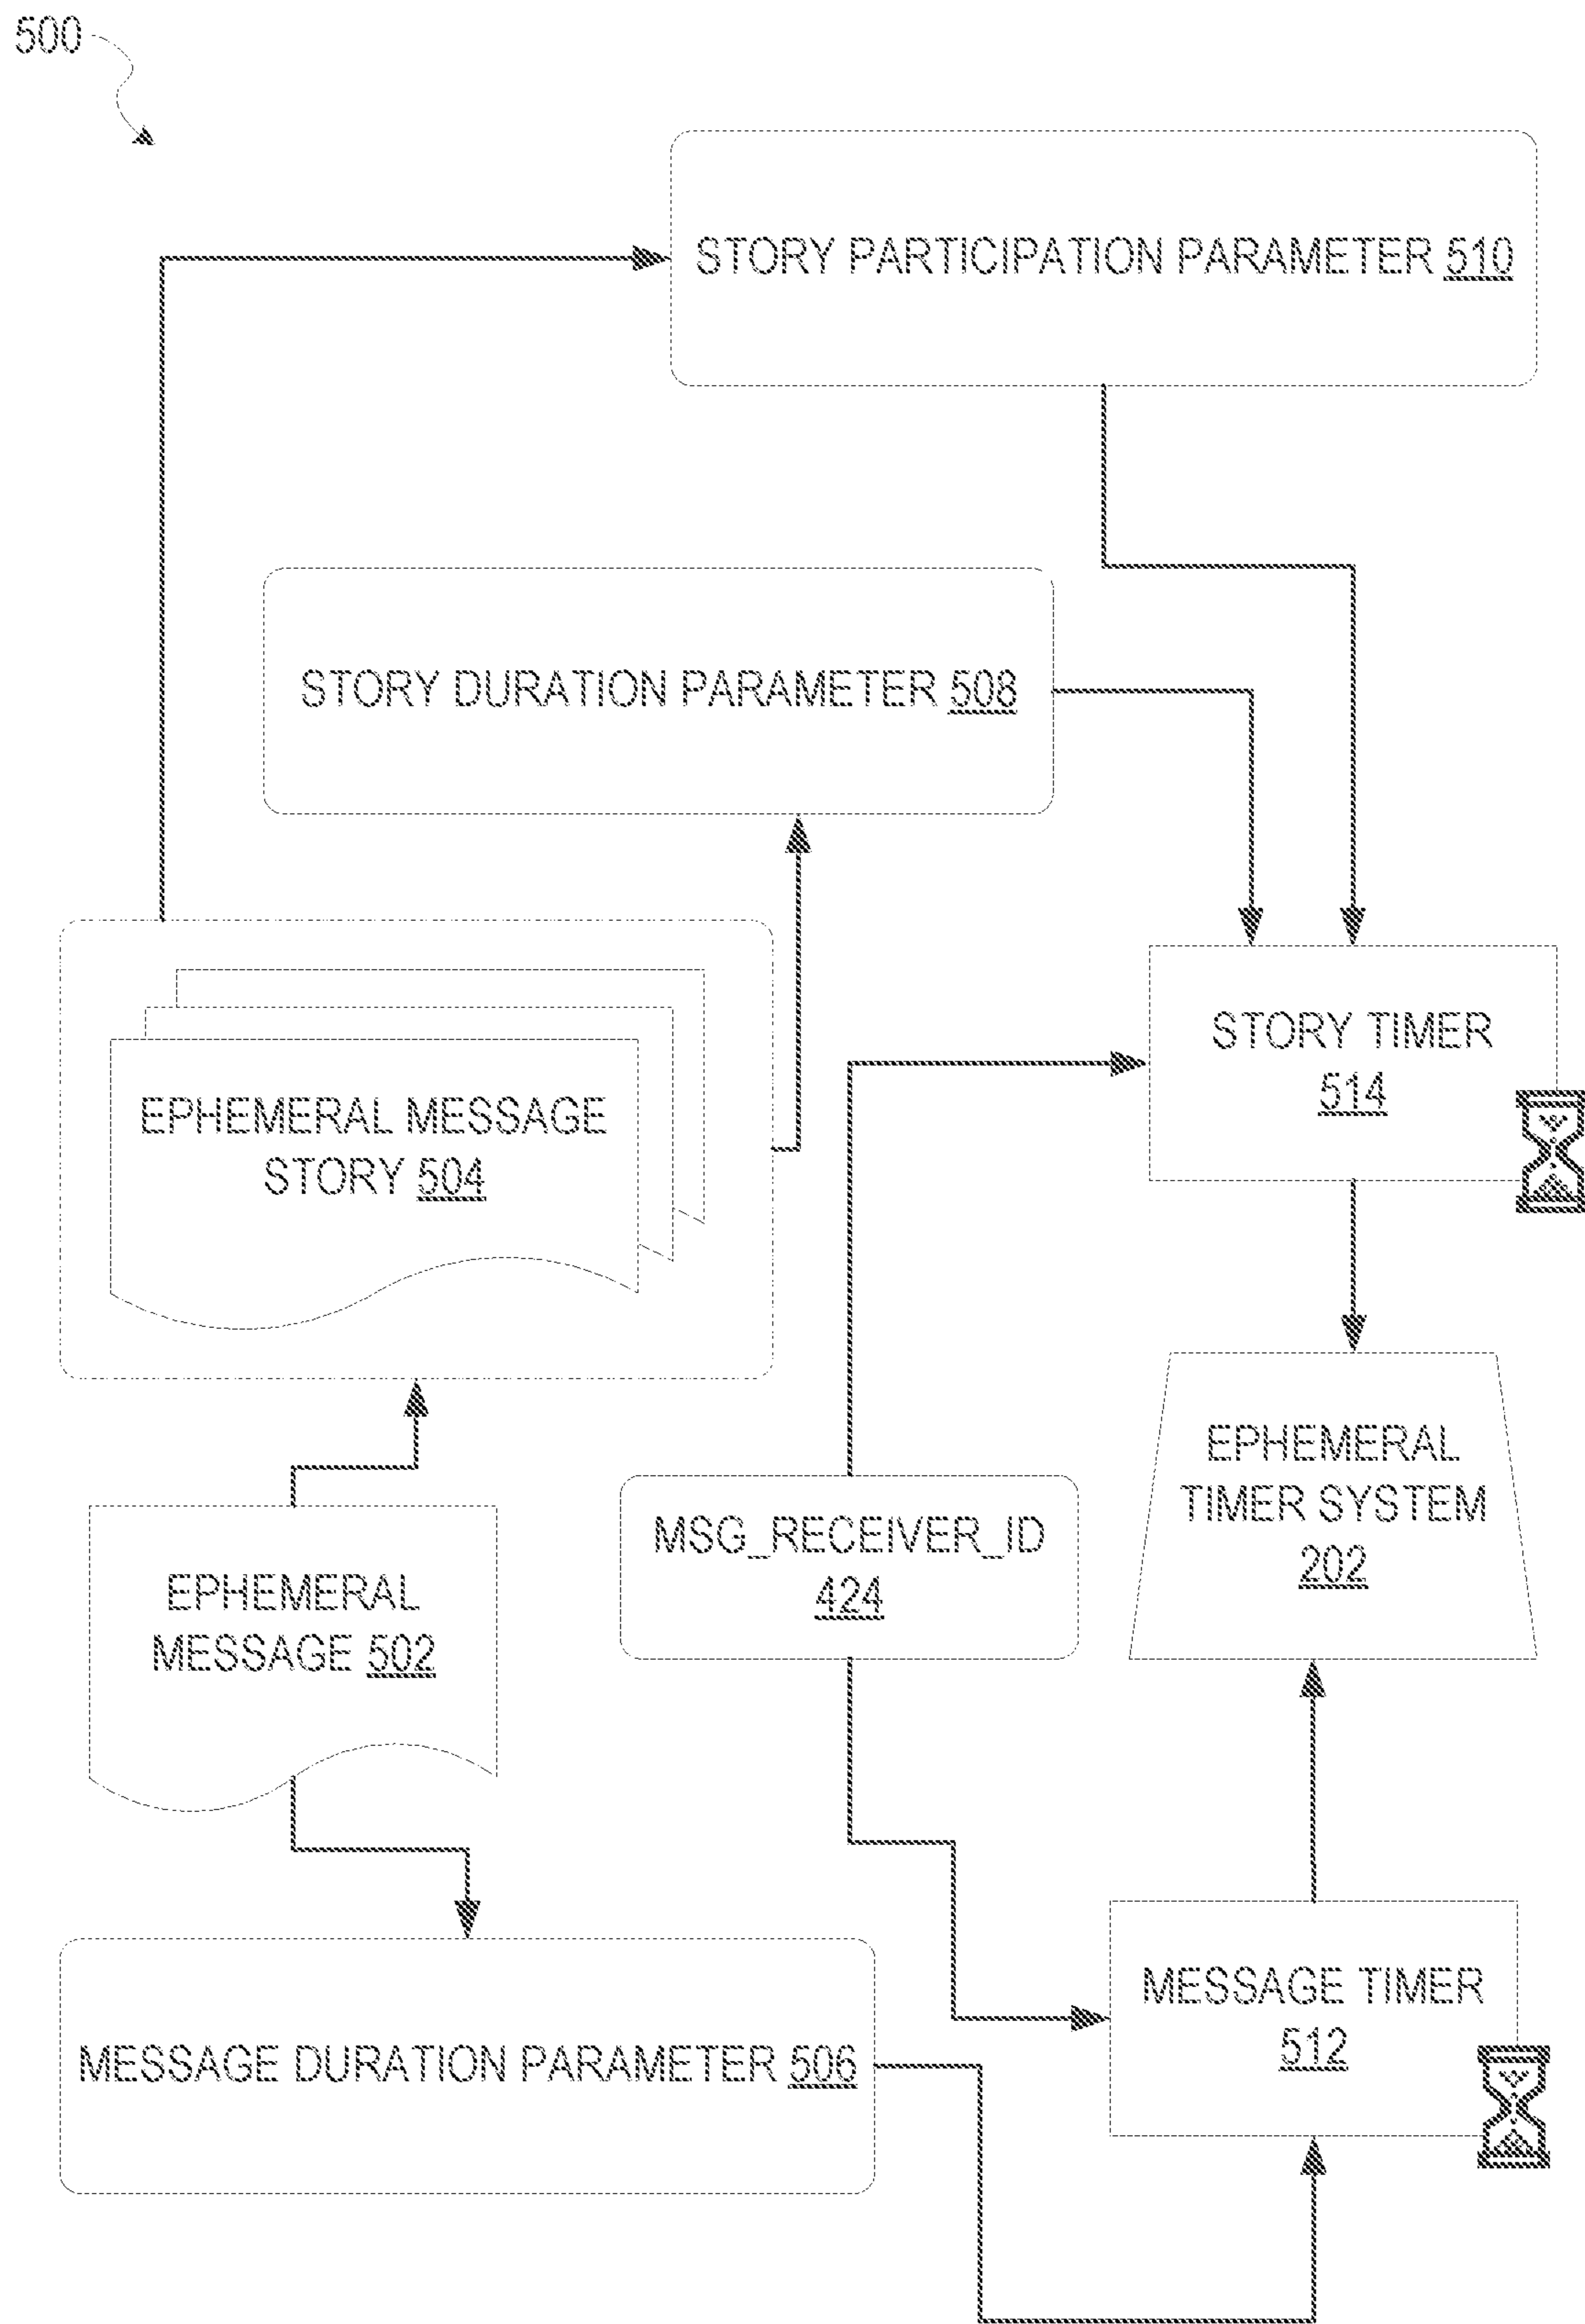 500
STORY PARTICIPATION PARAMETER 510
STORY DURATION PARAMETER 508
STORY TIMER
514
EPHEMERAL MESSAGE
STORY 504
EPHEMERAL
TIMER SYSTEM
202
MSG_RECEIVER_ID
424
EPHEMERAL
MESSAGE 502
MESSAGE TIMER
512
MESSAGE DURATION PARAMETER 506